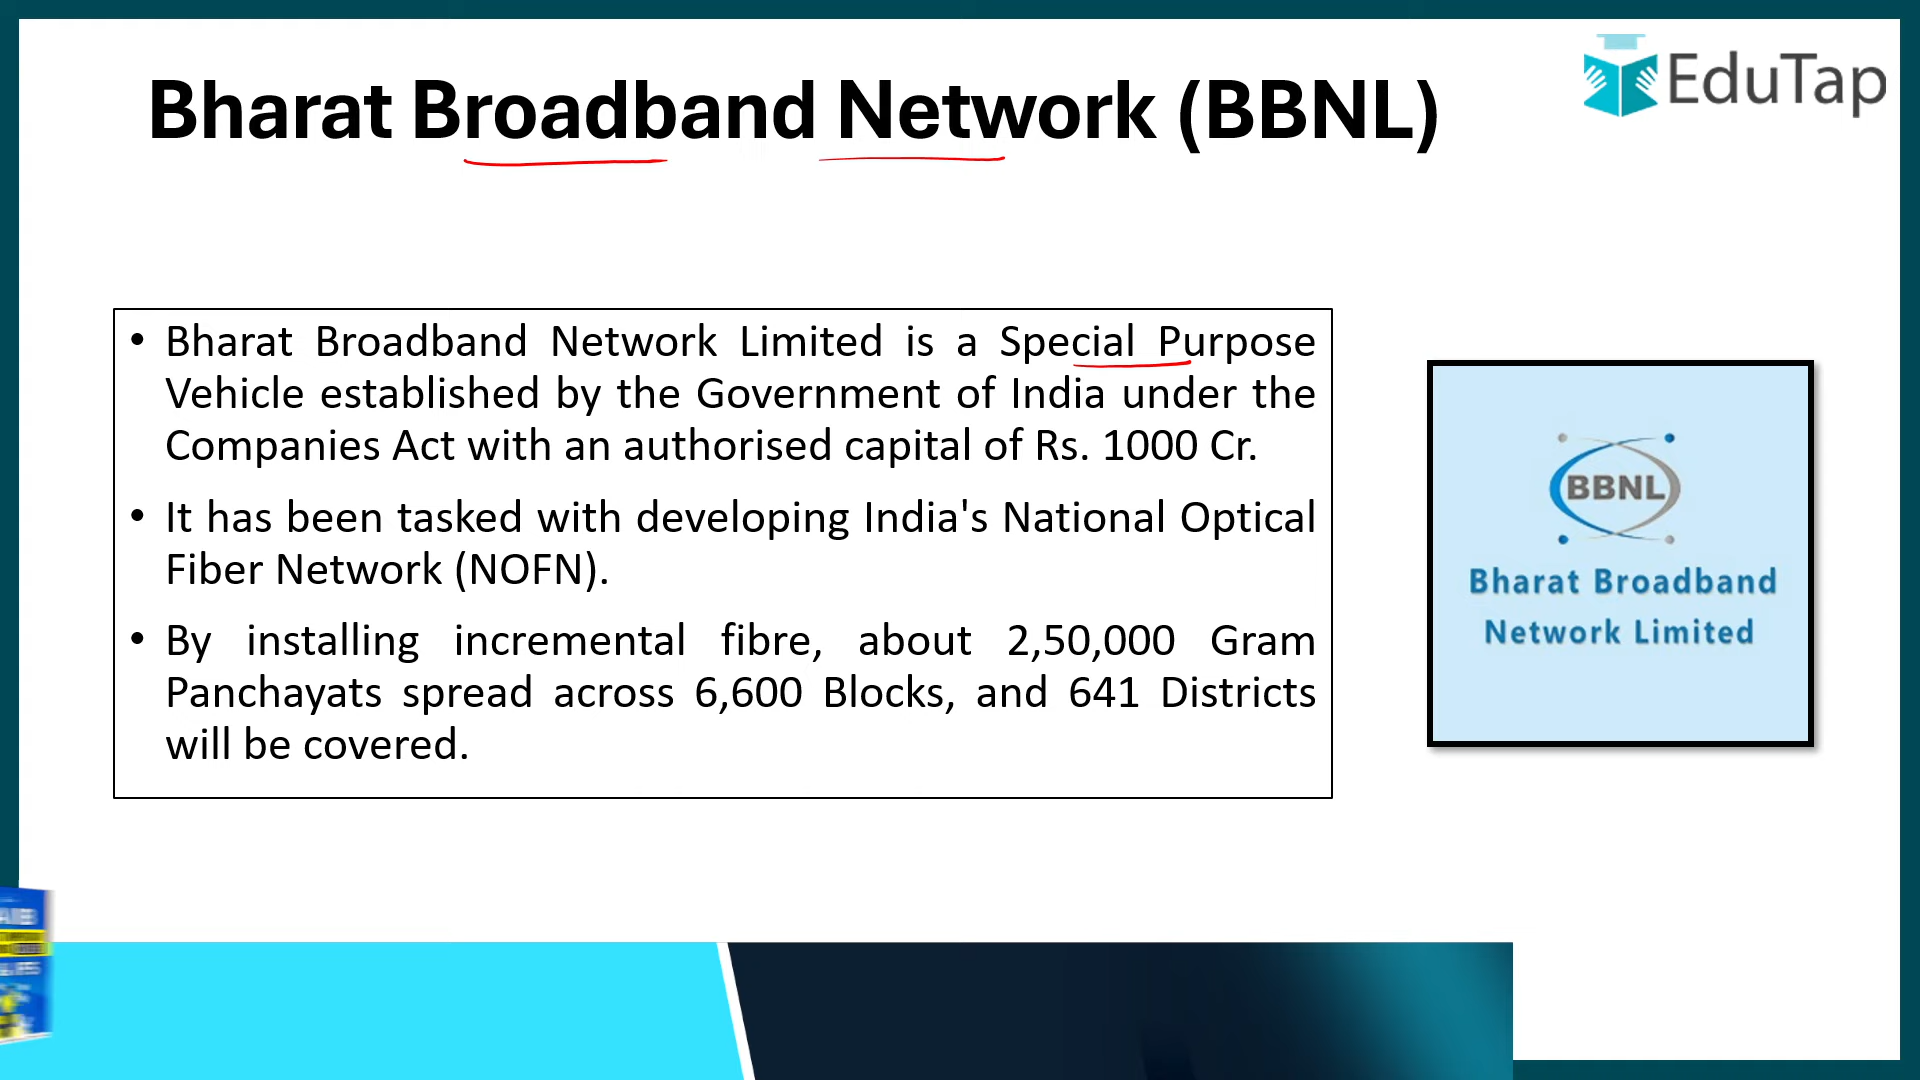 EduTap
Bharat Broadband Network (BBNL)
• Bharat Broadband Network Limited is a Special Purpose
Vehicle established by the Government of India under the
Companies Act with an authorised capital of Rs. 1000 Cr.
• It has been tasked with developing India's National Optical
Fiber Network (NOFN).
• By installing incremental fibre, about 2,50,000 Gram
Panchayats spread across 6,600 Blocks, and 641 Districts
will be covered.
BBNL
Bharat Broadband
Network Limited